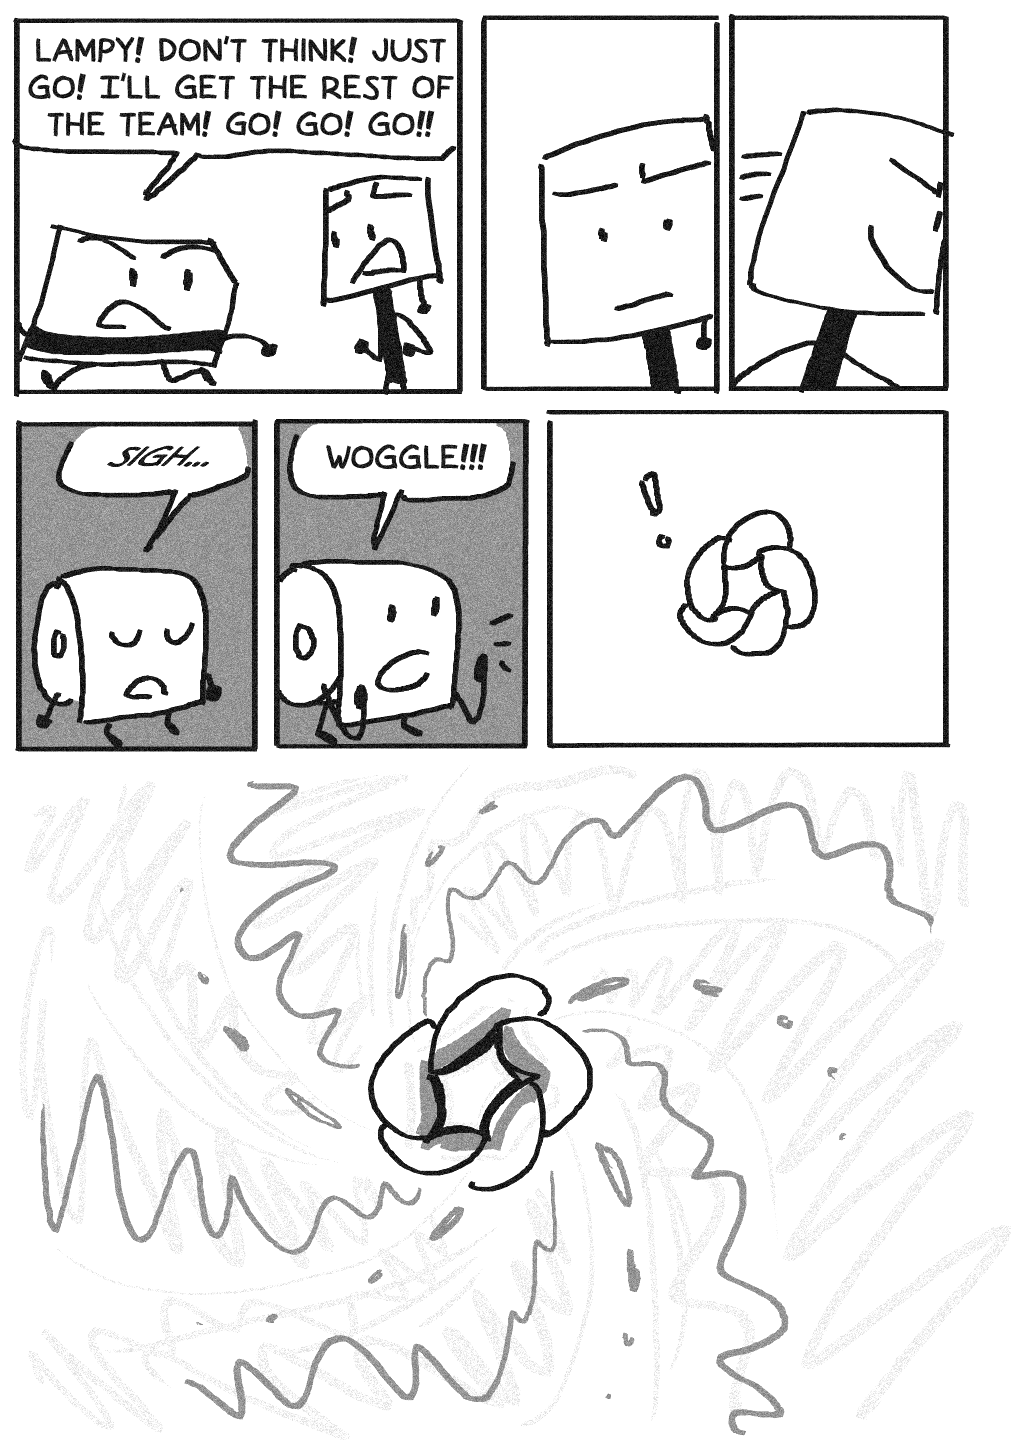 LAMPY! DON'T THINK! JUST
GO! I'LL GET THE REST OF
THE TEAM! GO! GO! GO!!
SIGH...
WOGGLE!!!
!